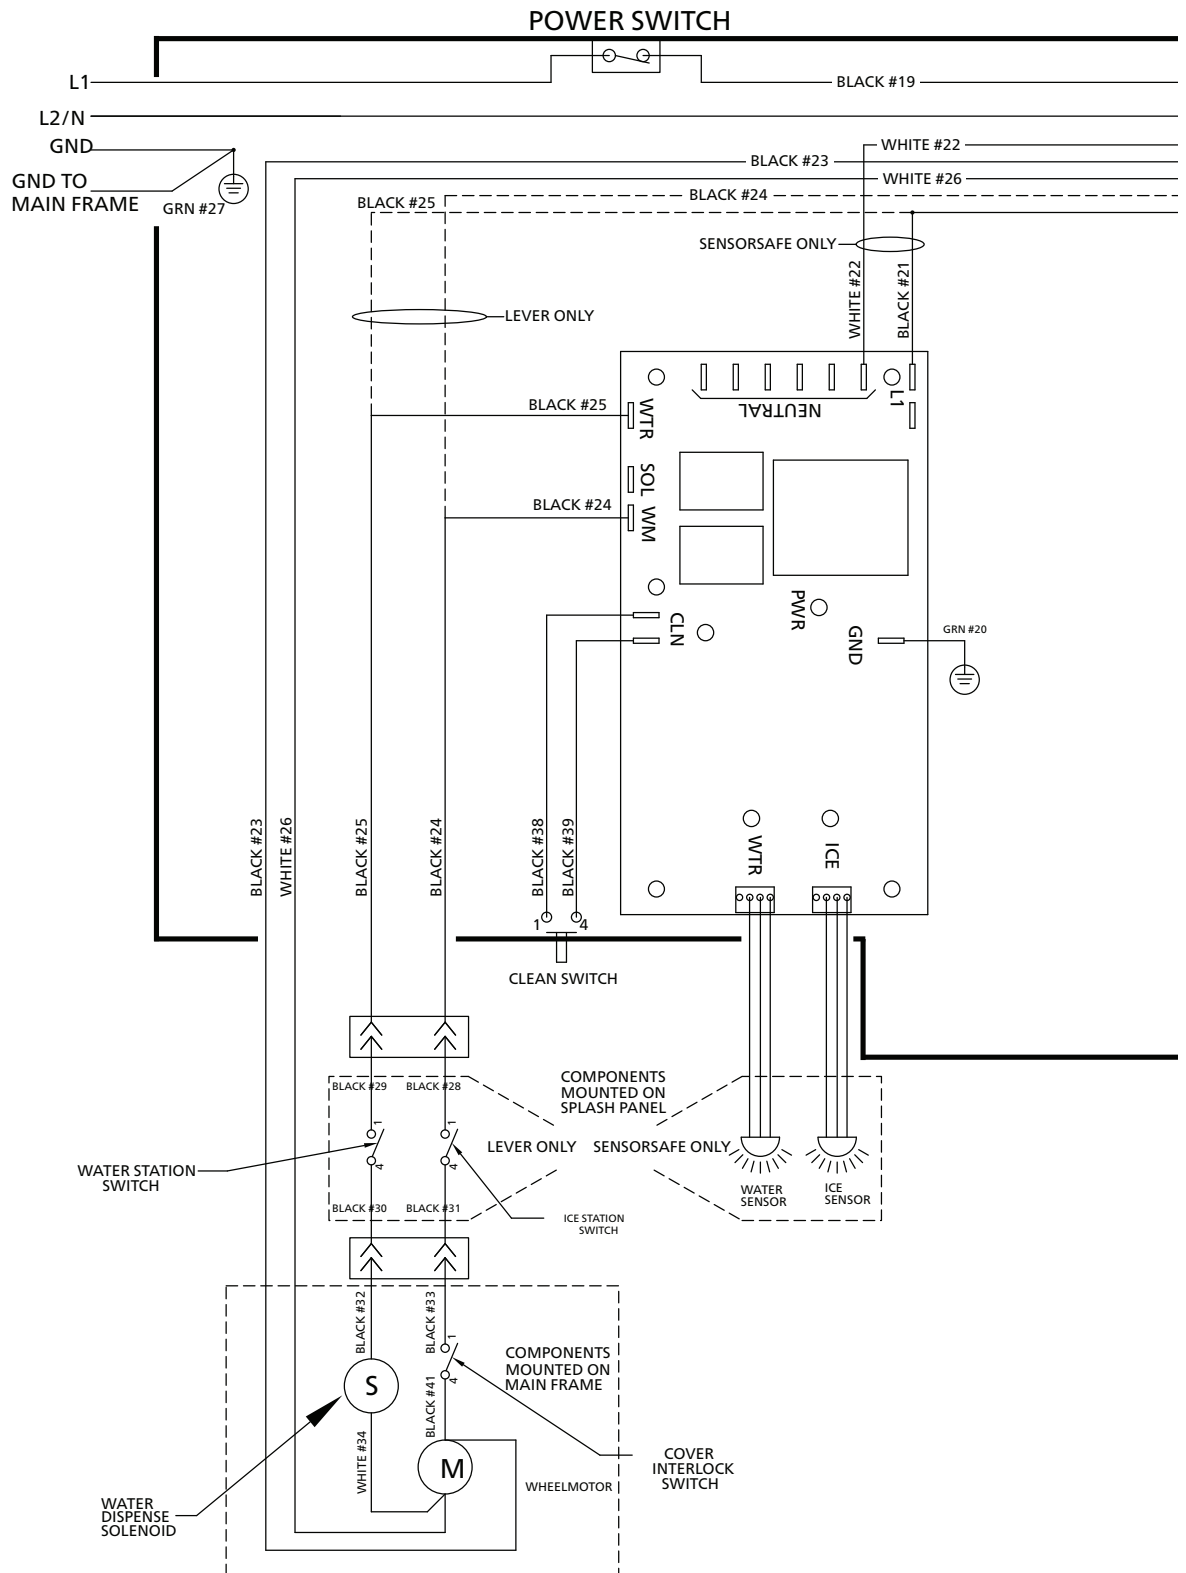 POWER SWITCH
L1
BLACK #19
L2/N
GND
WHITE #22
BLACK #23
GND TO
MAIN FRAME
GRN #27
WHITE #26
BLACK #24
BLACK #25
SENSORSAFE ONLY
WHITE #22
BLACK #21
LEVER ONLY
NEUTRAL
L1
BLACK #25
WTR
SOL
BLACK #24
WM
CLN
PWR
GND
GRN #20
BLACK #23
WHITE #26
BLACK #25
BLACK #24
BLACK #38
BLACK #39
WTR
ICE
1
4
CLEAN SWITCH
COMPONENTS
MOUNTED ON
SPLASH PANEL
BLACK #29
BLACK #28
1
1
LEVER ONLY
SENSORSAFE ONLY
WATER STATION
SWITCH
4
4
WATER
SENSOR
ICE
SENSOR
BLACK #30
BLACK #31
ICE STATION
SWITCH
BLACK #32
BLACK #33
1
COMPONENTS
MOUNTED ON
MAIN FRAME
4
S
BLACK #41
WHITE #34
M
WHEELMOTOR
COVER
INTERLOCK
SWITCH
WATER
DISPENSE
SOLENOID